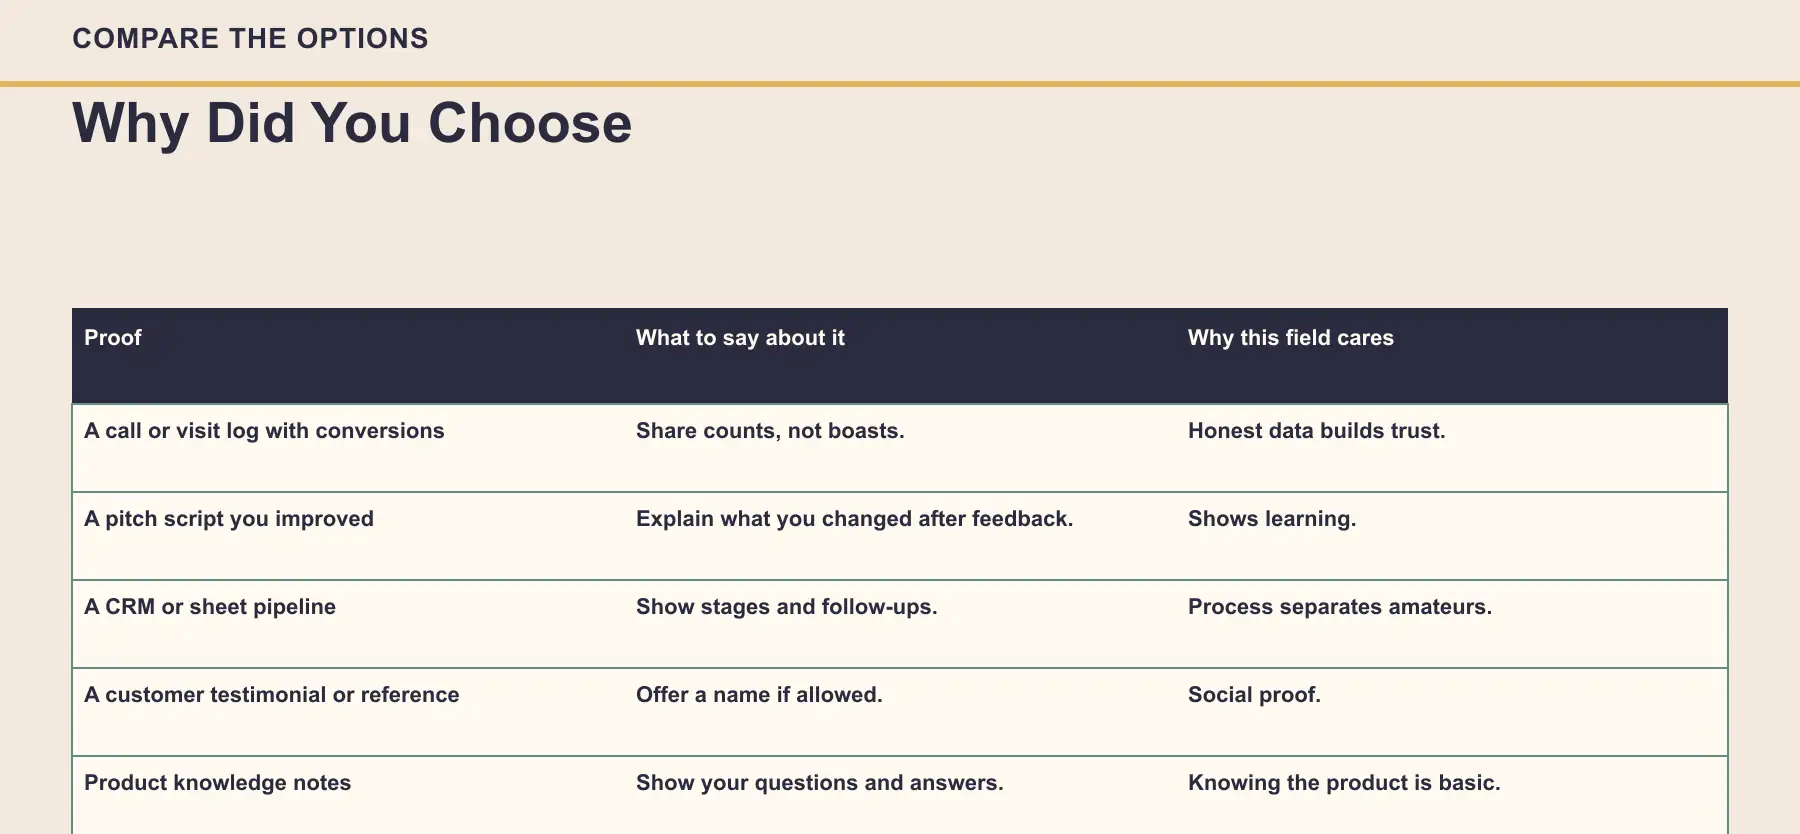 COMPARE THE OPTIONS
Why Did You Choose
Proof What to say about it Why this field cares
A call or visit log with conversions Share counts, not boasts. Honest data builds trust.
A pitch script you improved Explain what you changed after feedback. Shows learning.
A CRM or sheet pipeline Show stages and follow-ups. Process separates amateurs.
A customer testimonial or reference Offer a name if allowed. Social proof.
Product knowledge notes Show your questions and answers. Knowing the product is basic.